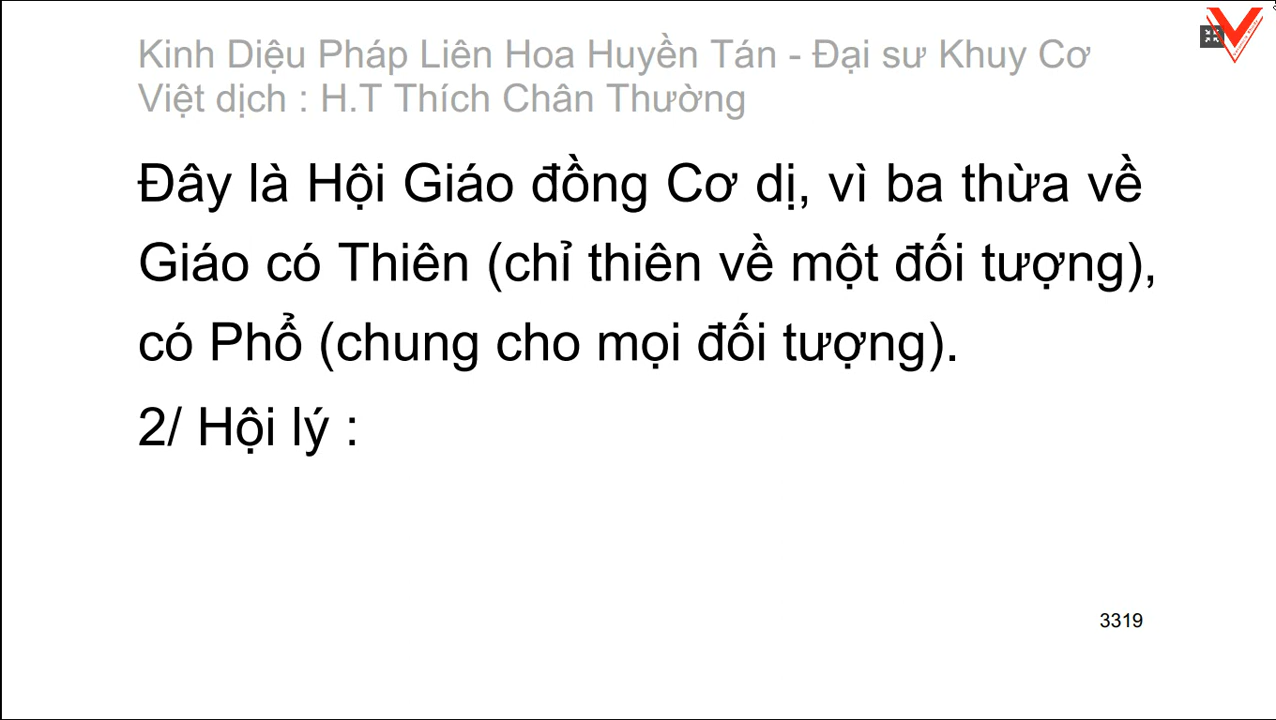 Kinh Diệu Pháp Liên Hoa Huyền Tán - Đại sư Khuy Cơ
Việt dịch : H.T Thích Chân Thường
Đây là Hội Giáo đồng Cơ dị, vì ba thừa về
Giáo có Thiên (chỉ thiên về một đối tượng),
có Phổ (chung cho mọi đối tượng).
2/ Hội lý :
3319